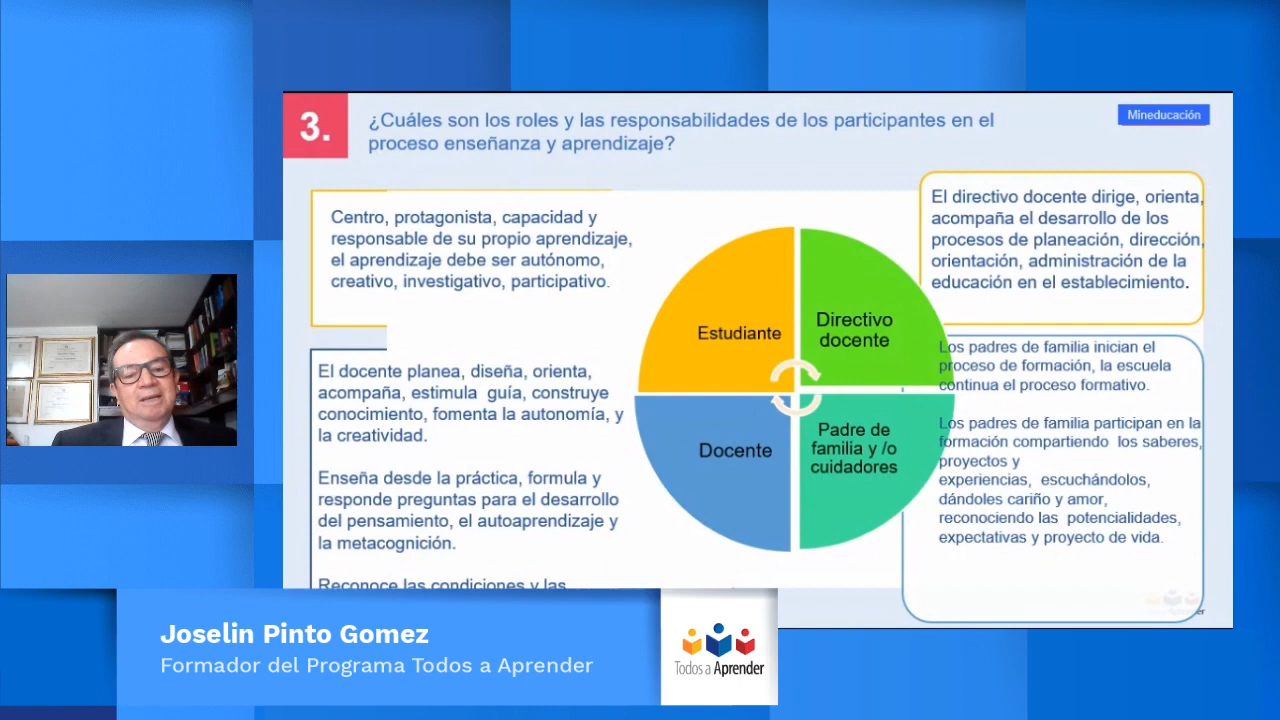 3.
¿Cuáles son los roles y las responsabilidades de los participantes en el
proceso enseñanza y aprendizaje?
Mineducación
Centro, protagonista, capacidad y
responsable de su propio aprendizaje,
el aprendizaje debe ser autónomo,
creativo, investigativo, participativo.
El docente planea, diseña, orienta,
acompaña, estimula guía, construye
conocimiento, fomenta la autonomía, y
la creatividad.
Enseña desde la práctica, formula y
responde preguntas para el desarrollo
del pensamiento, el autoaprendizaje y
la metacognición.
Reconoce las condiciones y las
Estudiante
Directivo
docente
Docente
Padre de
familia y /o
cuidadores
El directivo docente dirige, orienta,
acompaña el desarrollo de los
procesos de planeación, dirección,
orientación, administración de la
educación en el establecimiento.
Los padres de familia inician el
proceso de formación, la escuela
continua el proceso formativo.
Los padres de familia participan en la
formación compartiendo los saberes,
proyectos y
experiencias, escuchándolos,
dándoles cariño y amor,
reconociendo las potencialidades,
expectativas y proyecto de vida.
Joselin Pinto Gomez
Formador del Programa Todos a Aprender
Todos a Aprender